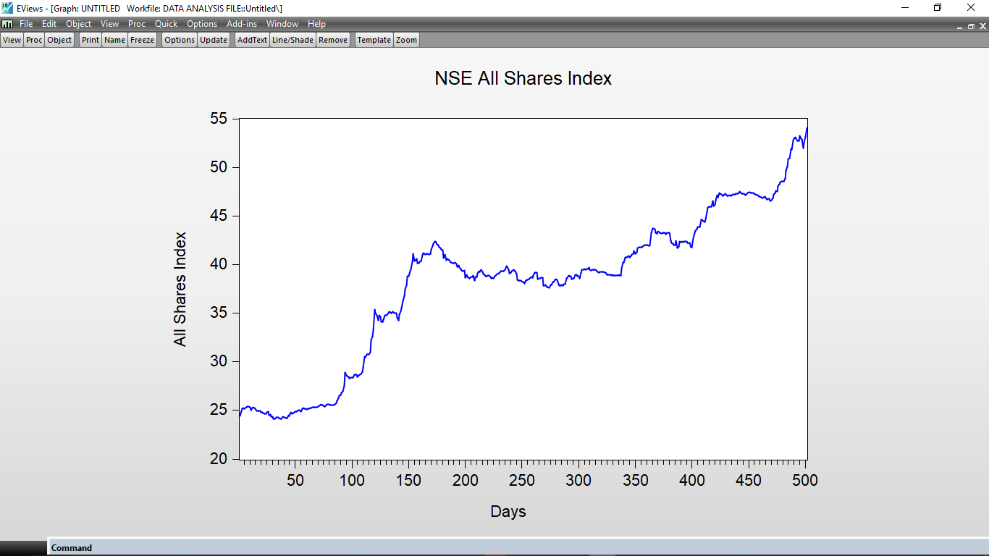 EViews - [Graph: UNTITLED   Workfile: DATA ANALYSIS FILE::Untitled\]
File Edit Object View Proc Quick Options Add-ins Window Help
View Proc Object Print Name Freeze Options Update AddText Line/Shade Remove Template Zoom
NSE All Shares Index
55
50
45
40
35
30
25
20
All Shares Index
50 100 150 200 250 300 350 400 450 500
Days
Command